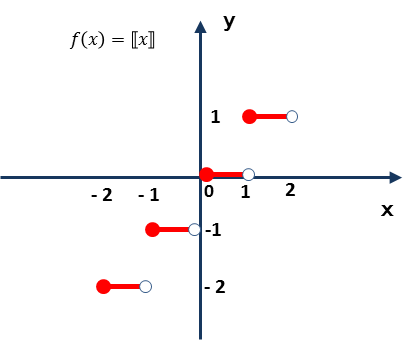 y
f(x) = ⟦x⟧
1
- 2 - 1 0 1 2
x
-1
- 2